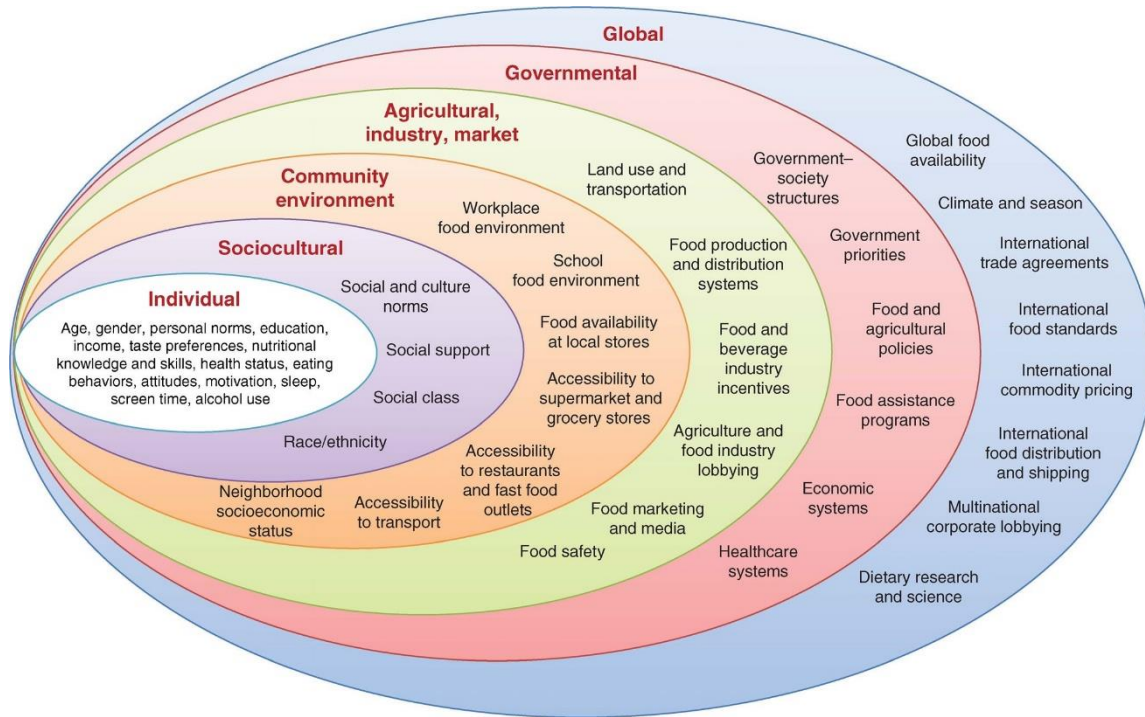 Global
Governmental
Agricultural,
industry, market
Community
environment
Sociocultural
Individual
Age, gender, personal norms, education,
income, taste preferences, nutritional
knowledge and skills, health status, eating
behaviors, attitudes, motivation, sleep,
screen time, alcohol use
Social and culture
norms
Social support
Social class
Race/ethnicity
Workplace
food environment
School
food environment
Food availability
at local stores
Accessibility to
supermarket and
grocery stores
Accessibility
to restaurants
and fast food
outlets
Accessibility
to transport
Neighborhood
socioeconomic
status
Land use and
transportation
Food production
and distribution
systems
Food and
beverage
industry
incentives
Agriculture and
food industry
lobbying
Food marketing
and media
Food safety
Government–
society
structures
Government
priorities
Food and
agricultural
policies
Food assistance
programs
Economic
systems
Healthcare
systems
Global food
availability
Climate and season
International
trade agreements
International
food standards
International
commodity pricing
International
food distribution
and shipping
Multinational
corporate lobbying
Dietary research
and science